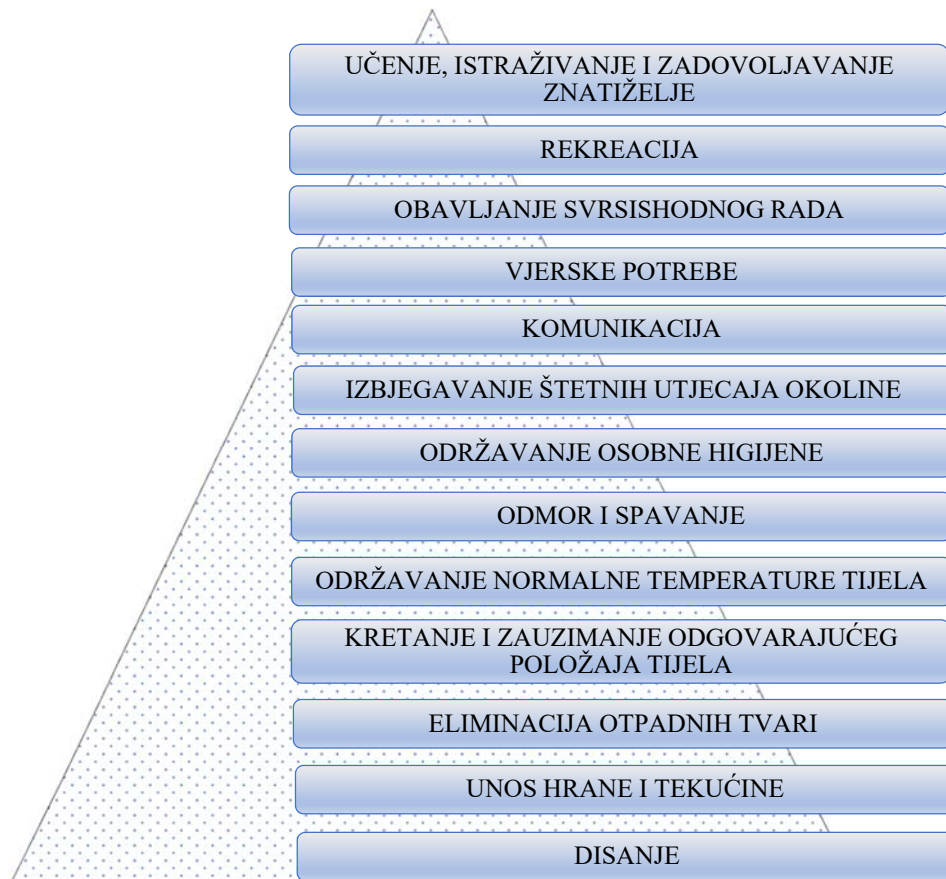 UČENJE, ISTRAŽIVANJE I ZADOVOLJAVANJE
ZNATIŽELJE
REKREACIJA
OBAVLJANJE SVRSISHODNOG RADA
VJERSKE POTREBE
KOMUNIKACIJA
IZBJEGAVANJE ŠTETNIH UTJECAJA OKOLINE
ODRŽAVANJE OSOBNE HIGIJENE
ODMOR I SPAVANJE
ODRŽAVANJE NORMALNE TEMPERATURE TIJELA
KRETANJE I ZAUZIMANJE ODGOVARAJUĆEG
POLOŽAJA TIJELA
ELIMINACIJA OTPADNIH TVARI
UNOS HRANE I TEKUĆINE
DISANJE